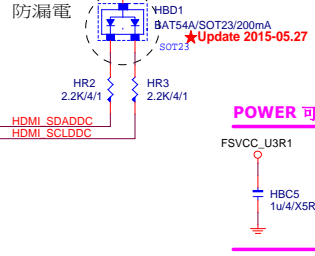 防漏電
HBD1
BAT54A/SOT23/200mA
★Update 2015-05.27
SOT23
HR2
2.2K/4/1
HR3
2.2K/4/1
HDMI_SDADDC
HDMI_SCLDDC
POWER 可
FSVCC_U3R1
HBC5
1u/4/X5R